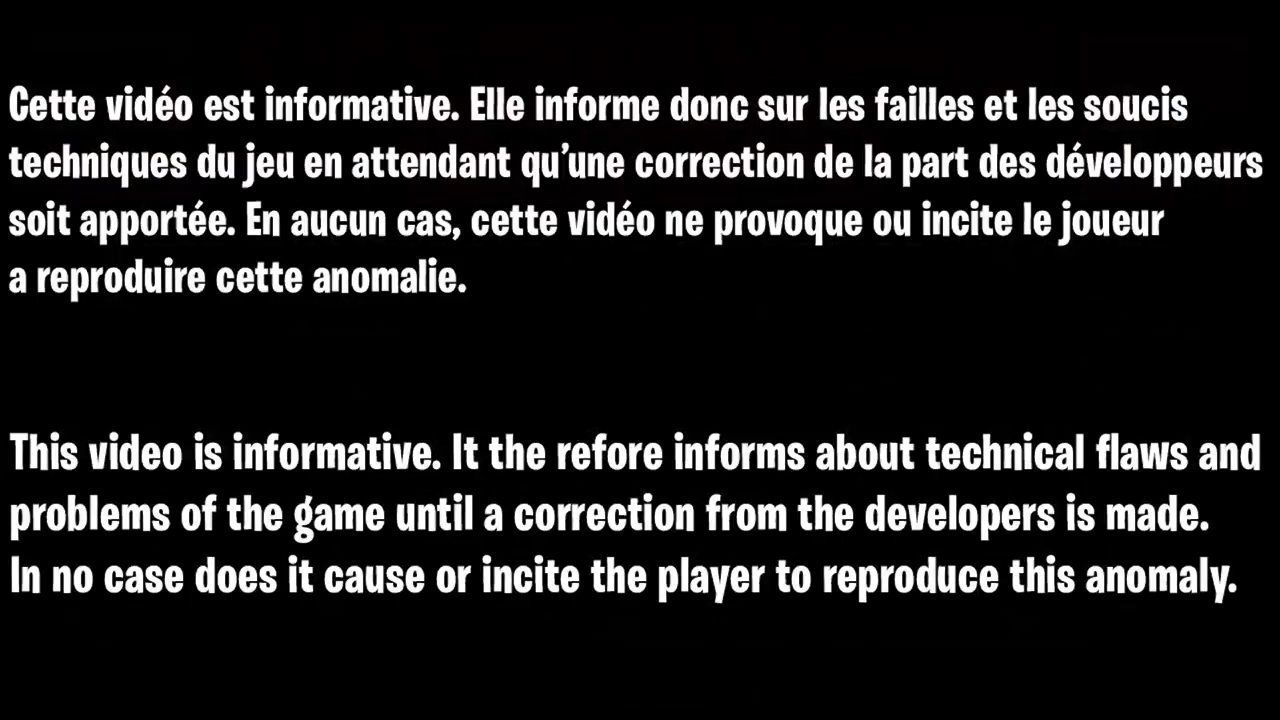 Cette vidéo est informative. Elle informe donc sur les failles et les soucis
techniques du jeu en attendant qu’une correction de la part des développeurs
soit apportée. En aucun cas, cette vidéo ne provoque ou incite le joueur
a reproduire cette anomalie.
This video is informative. It the refore informs about technical flaws and
problems of the game until a correction from the developers is made.
In no case does it cause or incite the player to reproduce this anomaly.